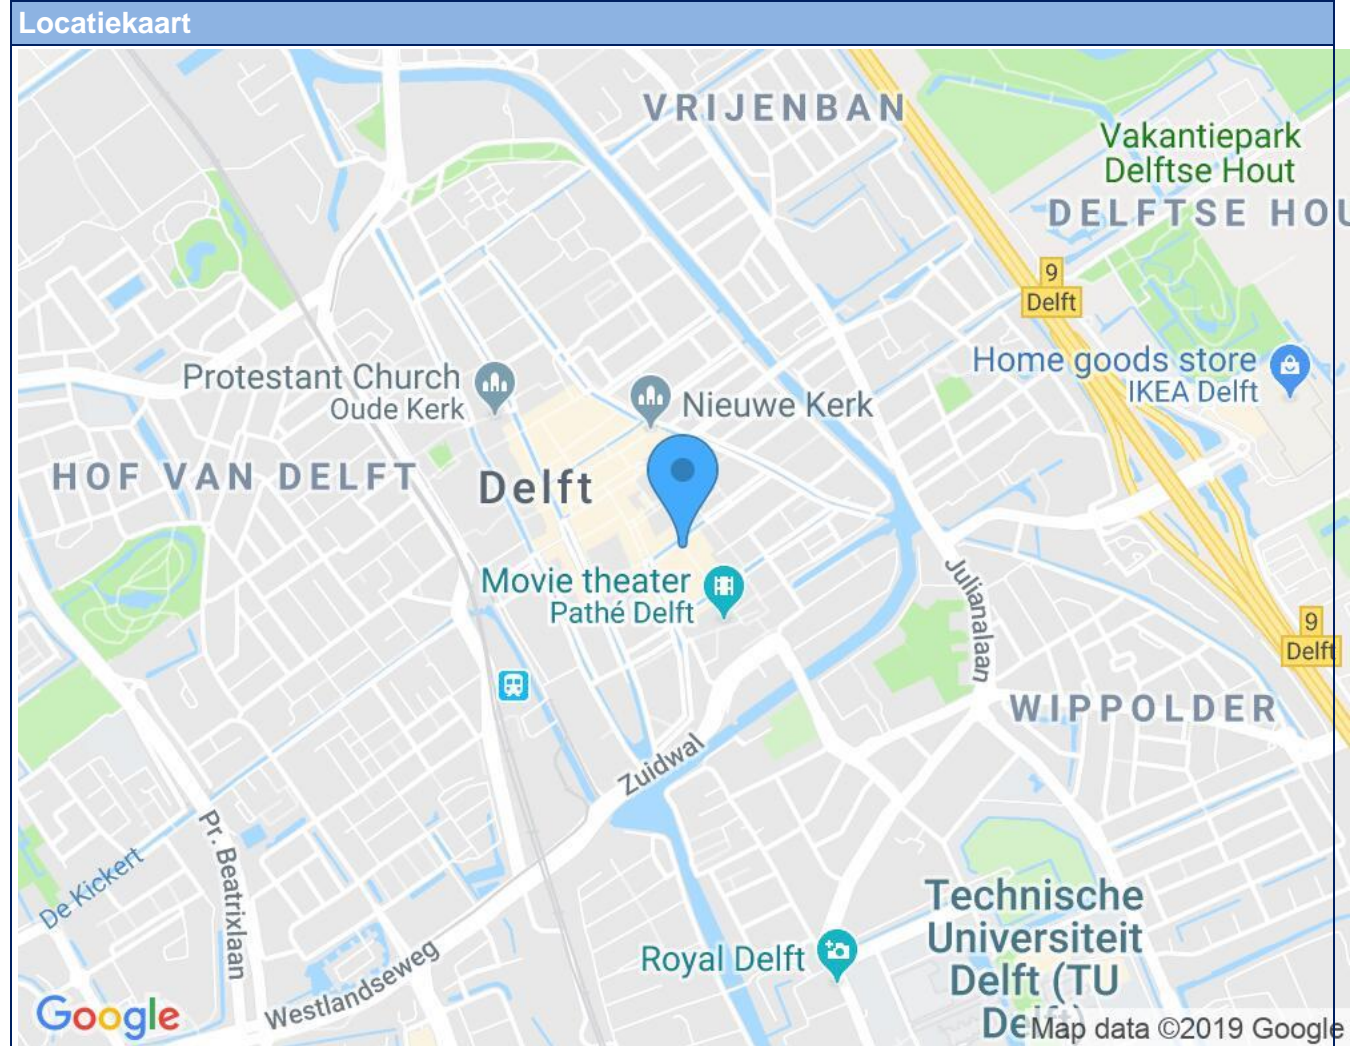 Locatiekaart
VRIJENBAN
Vakantiepark
Delftse Hout
DELFTSE HOU
9
Delft
Home goods store
IKEA Delft
Protestant Church
Oude Kerk
Nieuwe Kerk
HOF VAN DELFT
Delft
Movie theater
Pathé Delft
Julianalaan
9
Delft
WIPPOLDER
Zuidwal
Pr. Beatrixlaan
De Kickert
Technische
Universiteit
Delft (TU
Delft)
Royal Delft
Westlandseweg
Google
Map data ©2019 Google